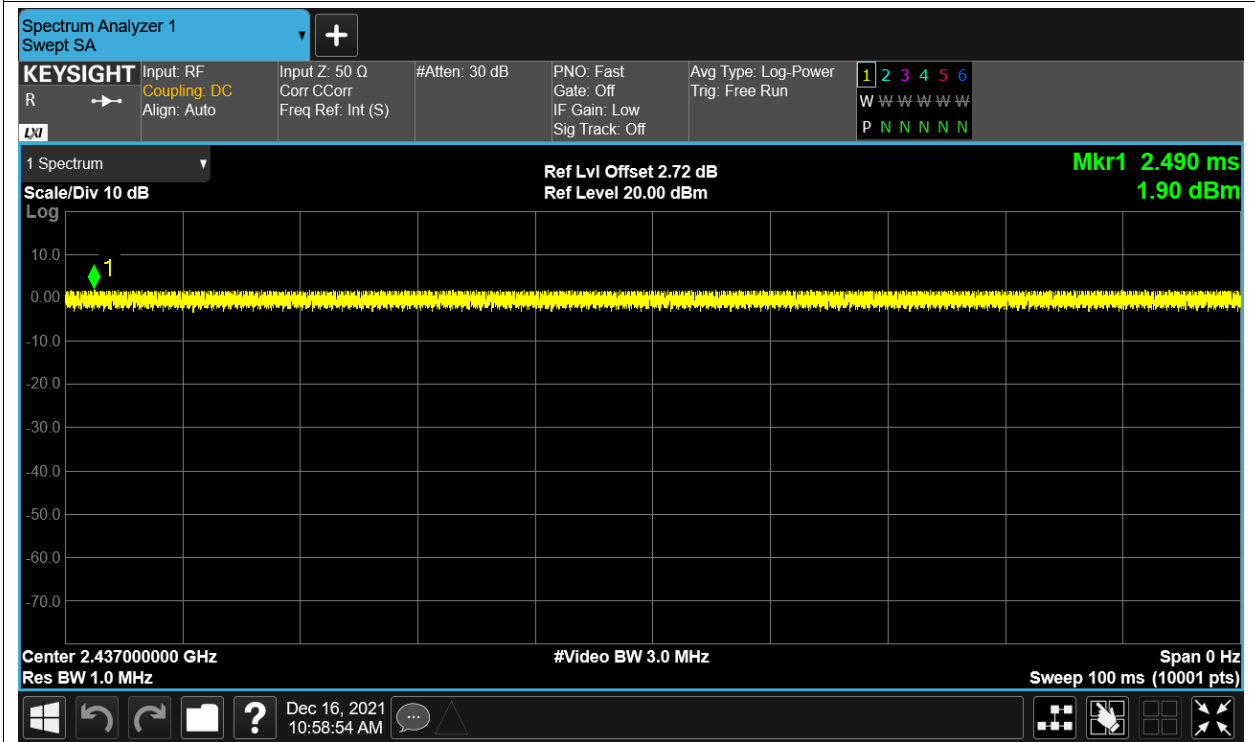 Spectrum Analyzer 1
Swept SA
+
KEYSIGHT Input: RF Input Z: 50 Ω #Atten: 30 dB PNO: Fast Avg Type: Log-Power 1 2 3 4 5 6
R Coupling: DC Corr CCorr Gate: Off Trig: Free Run W W W W W W
Align: Auto Freq Ref: Int (S) IF Gain: Low
LXI Sig Track: Off P N N N N N
1 Spectrum Ref Lvl Offset 2.72 dB Mkr1 2.490 ms
Scale/Div 10 dB Ref Level 20.00 dBm 1.90 dBm
Log
10.0
1
0.00
-10.0
-20.0
-30.0
-40.0
-50.0
-60.0
-70.0
Center 2.437000000 GHz #Video BW 3.0 MHz Span 0 Hz
Res BW 1.0 MHz Sweep 100 ms (10001 pts)
? Dec 16, 2021
10:58:54 AM